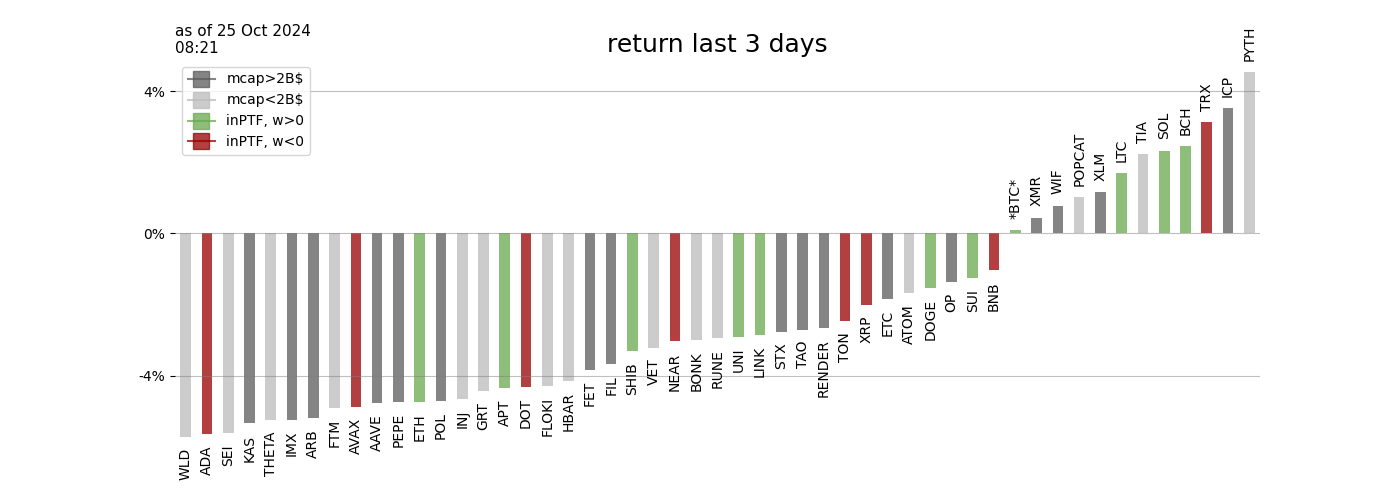 as of 25 Oct 2024
08:21
return last 3 days
mcap>2B$
mcap<2B$
inPTF, w>0
inPTF, w<0
4%
0%
-4%
WLD
ADA
SEI
KAS
THETA
IMX
ARB
FTM
AVAX
AAVE
PEPE
ETH
POL
INJ
GRT
APT
DOT
FLOKI
HBAR
FET
FIL
SHIB
VET
NEAR
BONK
RUNE
UNI
LINK
STX
TAO
RENDER
TON
XRP
ETC
ATOM
DOGE
OP
SUI
BNB
*BTC*
XMR
WIF
POPCAT
XLM
LTC
TIA
SOL
BCH
TRX
ICP
PYTH